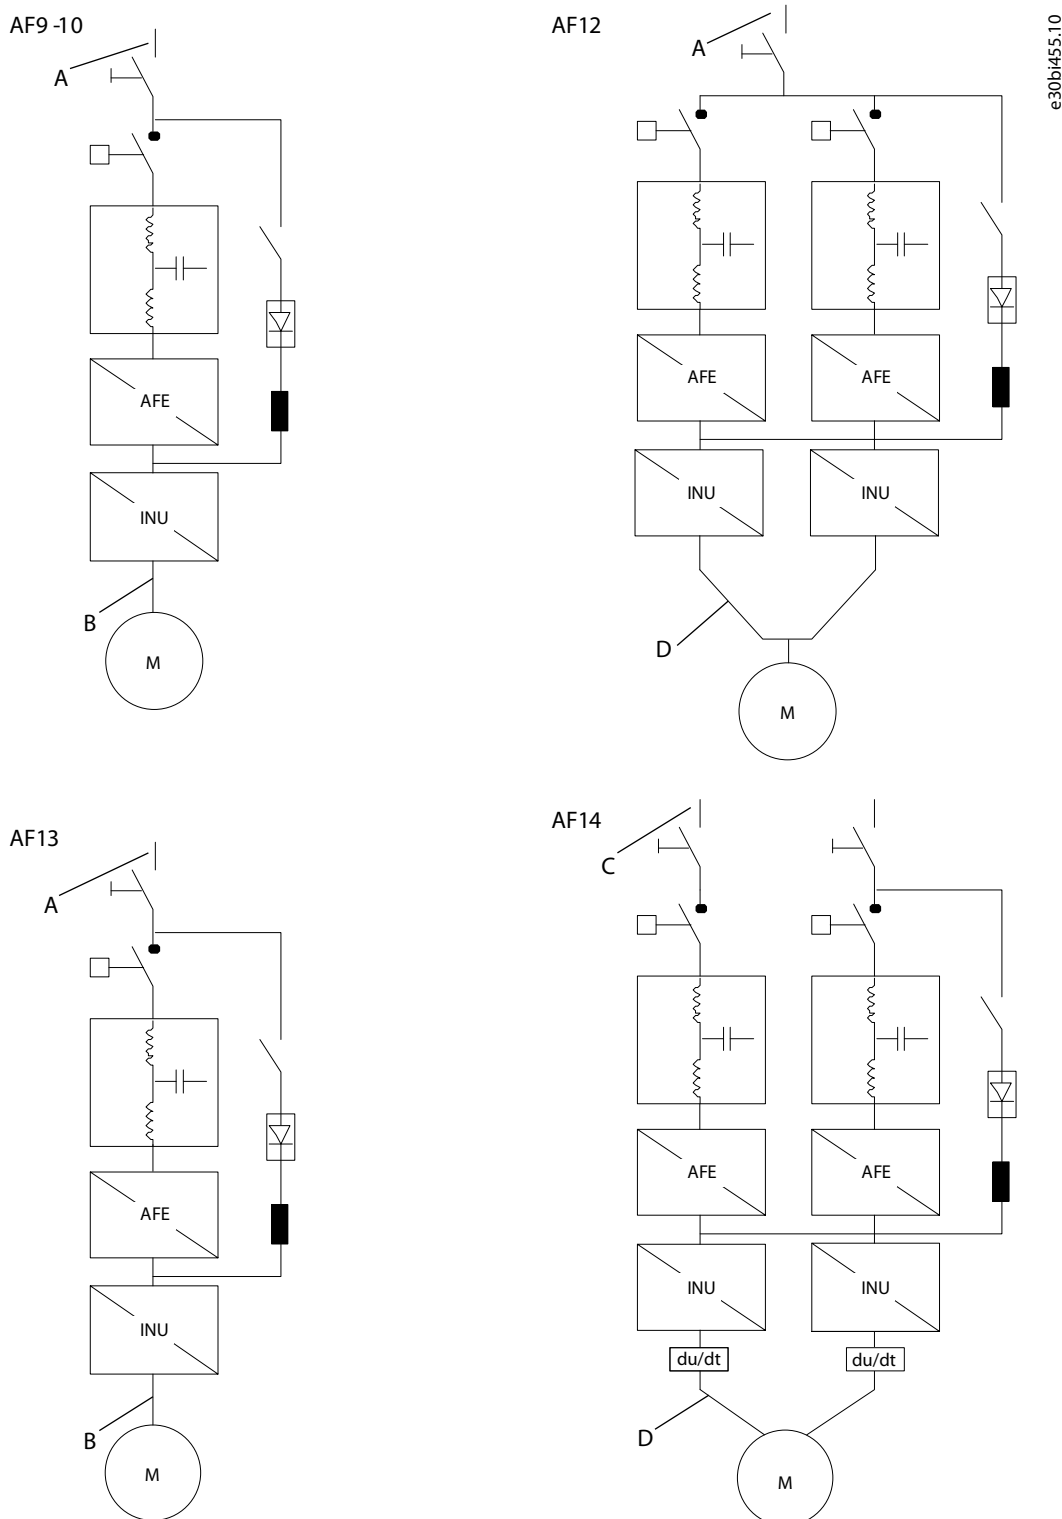 AF9 -10
A
AFE
INU
B
M
AF12
A
AFE
AFE
INU
INU
D
M
e30bi455.10
AF13
A
AFE
INU
B
M
AF14
C
AFE
AFE
INU
INU
du/dt
du/dt
D
M